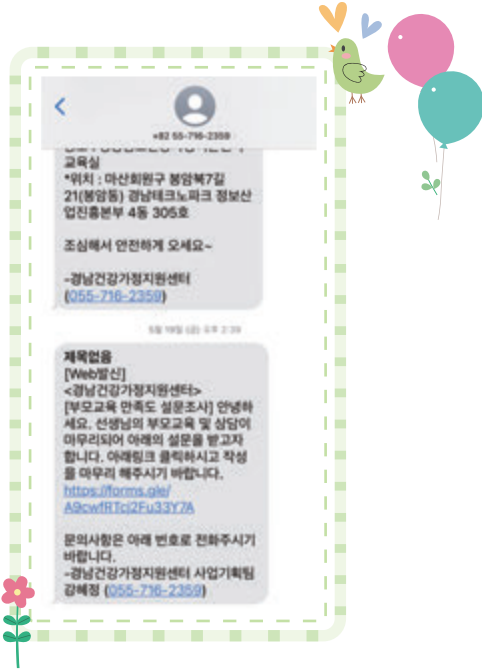 +82 55-716-2359
교육실
*위치 : 마산회원구 봉암북7길
21(봉암동) 경남테크노파크 정보산
업진흥본부 4동 305호
조심해서 안전하게 오세요~
-경남건강가정지원센터
(055-716-2359)
5월 19일 (금) 오후 2:39
제목없음
[Web발신]
<경남건강가정지원센터>
[부모교육 만족도 설문조사] 안녕하
세요. 선생님의 부모교육 및 상담이
마무리되어 아래의 설문을 받고자
합니다. 아래링크 클릭하시고 작성
을 마무리 해주시기 바랍니다.
https://forms.gle/
A9cwfRTcj2Fu33Y7A
문의사항은 아래 번호로 전화주시기
바랍니다.
-경남건강가정지원센터 사업기획팀
강혜정 (055-716-2359)